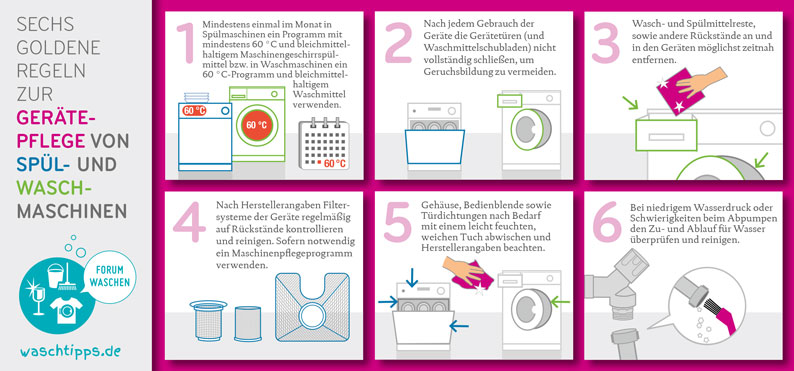 SECHS
GOLDENE
REGELN
ZUR
GERÄTE-
PFLEGE VON
SPÜL- UND
WASCH-
MASCHINEN
FORUM
WASCHEN
waschtipps.de
1
Mindestens einmal im Monat in
Spülmaschinen ein Programm mit
mindestens 60 °C und bleichmittel-
haltigem Maschinengeschirrspül-
mittel bzw. in Waschmaschinen ein
60 °C-Programm und bleichmittel-
haltigem
Waschmittel
verwenden.
60 °C
60 °C
60 °C
2
Nach jedem Gebrauch der
Geräte die Gerätetüren (und
Waschmittelschubladen) nicht
vollständig schließen, um
Geruchsbildung zu vermeiden.
3
Wasch- und Spülmittelreste,
sowie andere Rückstände an und
in den Geräten möglichst zeitnah
entfernen.
4
Nach Herstellerangaben Filter-
systeme der Geräte regelmäßig
auf Rückstände kontrollieren
und reinigen. Sofern notwendig
ein Maschinenpflegeprogramm
verwenden.
5
Gehäuse, Bedienblende sowie
Türdichtungen nach Bedarf
mit einem leicht feuchten,
weichen Tuch abwischen und
Herstellerangaben beachten.
6
Bei niedrigem Wasserdruck oder
Schwierigkeiten beim Abpumpen
den Zu- und Ablauf für Wasser
überprüfen und reinigen.